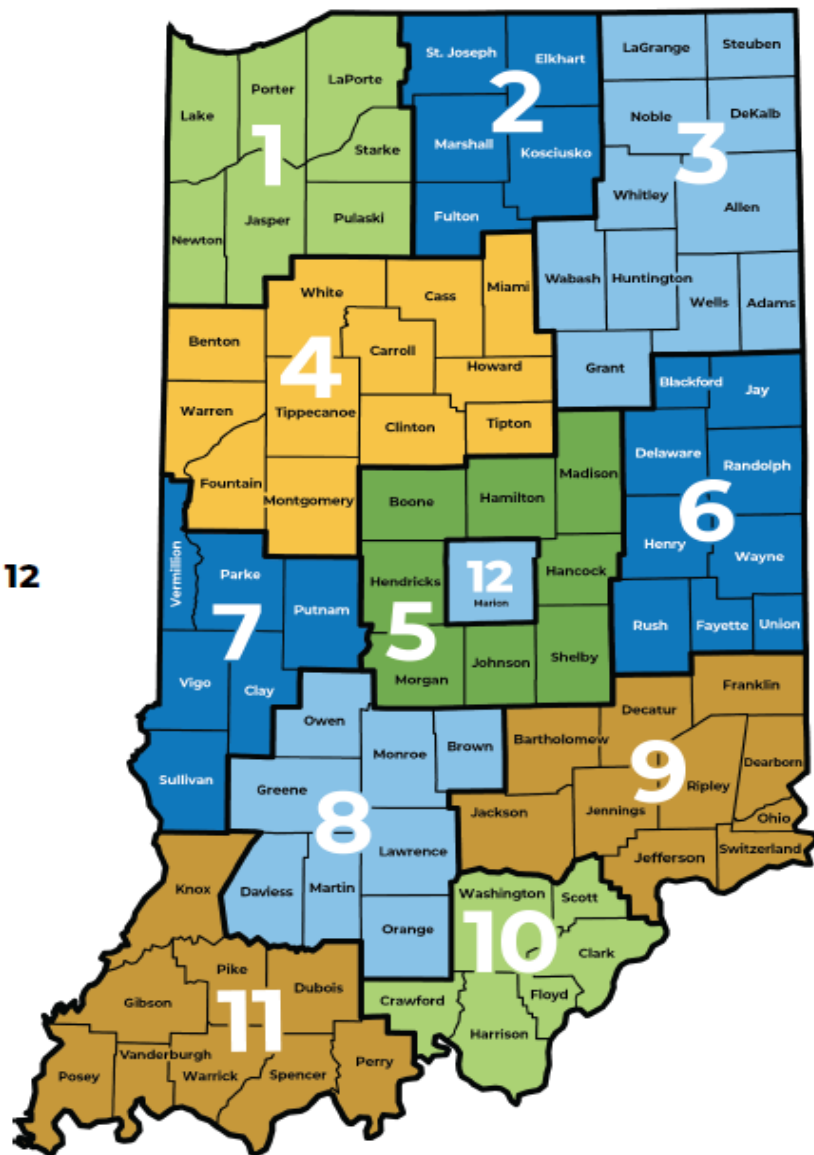 St. Joseph
Elkhart
LaGrange
Steuben
Lake
Porter
LaPorte
2
Noble
DeKalb
Marshall
Kosciusko
3
1
Starke
Whitley
Allen
Newton
Jasper
Pulaski
Fulton
Wabash
Huntington
Wells
Adams
White
Cass
Miami
Benton
Carroll
Grant
4
Howard
Blackford
Jay
Warren
Tippecanoe
Clinton
Tipton
Delaware
Randolph
Fountain
Montgomery
Boone
Hamilton
Madison
6
Henry
Wayne
12
Vermillion
Parke
Putnam
Hendricks
12
Marion
Hancock
7
5
Rush
Fayette
Union
Vigo
Clay
Morgan
Johnson
Shelby
Franklin
Owen
Monroe
Brown
Bartholomew
Decatur
Sullivan
Greene
8
9
Dearborn
Ripley
Jackson
Jennings
Ohio
Switzerland
Jefferson
Lawrence
Knox
Daviess
Martin
Washington
Scott
Orange
10
Clark
Pike
Dubois
Gibson
11
Crawford
Floyd
Harrison
Posey
Vanderburgh
Warrick
Spencer
Perry